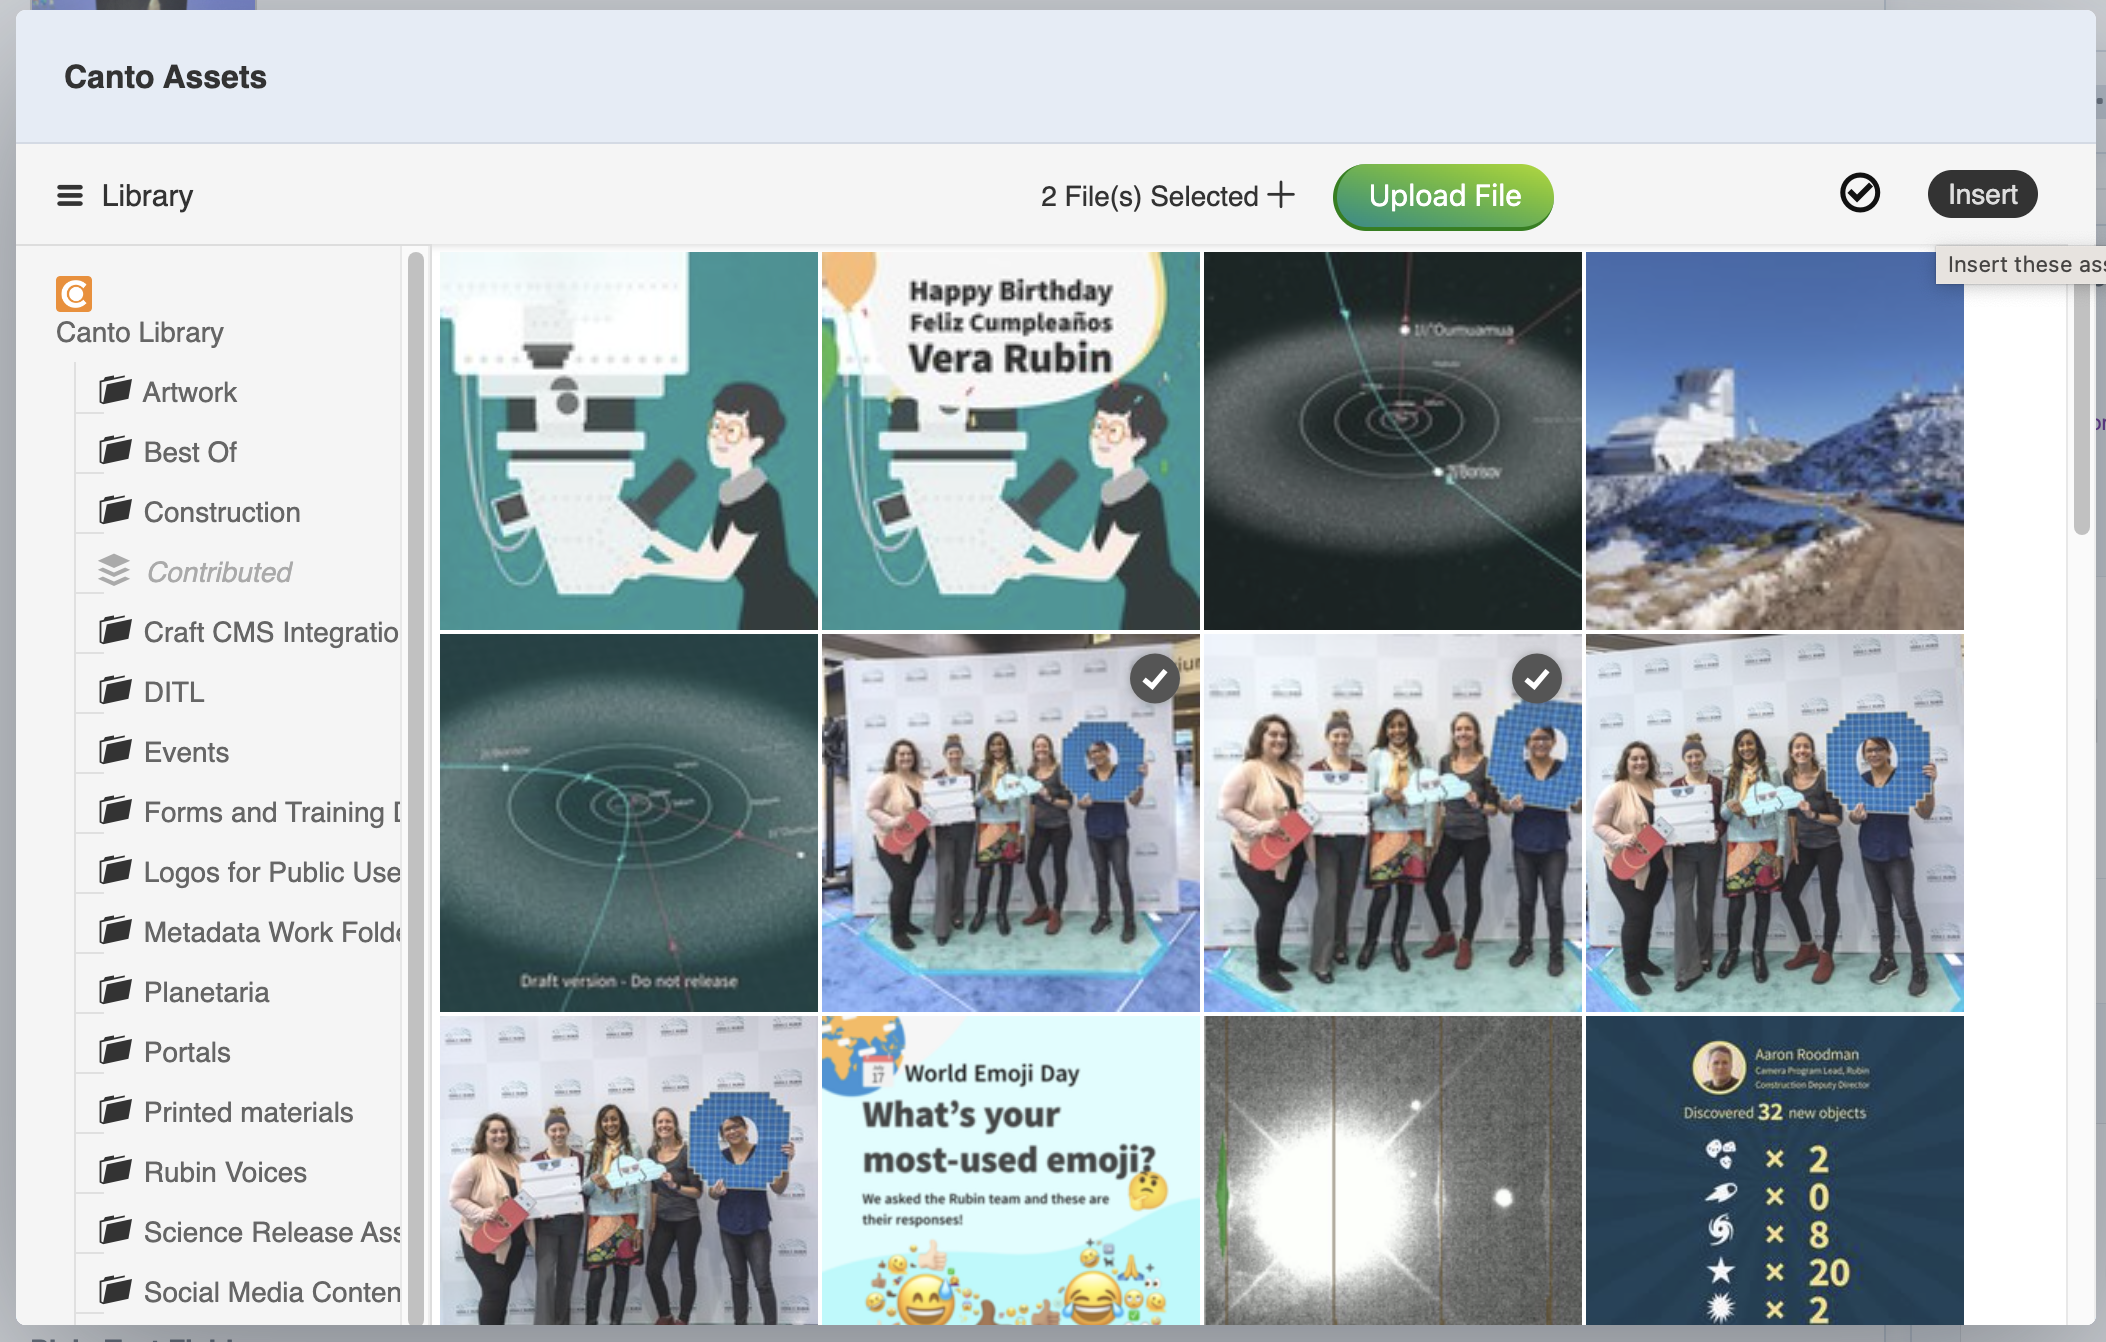 Canto Assets
Library
2 File(s) Selected
Upload File
Insert
Insert these ass
Canto Library
Artwork
Best Of
Construction
Contributed
Craft CMS Integratio
DITL
Events
Forms and Training D
Logos for Public Use
Metadata Work Folde
Planetaria
Portals
Printed materials
Rubin Voices
Science Release Ass
Social Media Conten
Happy Birthday
Feliz Cumpleaños
Vera Rubin
1I/'Oumuamua
2I/Borisov
2I/Borisov
Draft version - Do not release
July
17
World Emoji Day
What's your
most-used emoji?
We asked the Rubin team and these are
their responses!
Aaron Roodman
Camera Program Lead, Rubin
Construction Deputy Director
Discovered 32 new objects
× 2
× 0
× 8
× 20
× 2